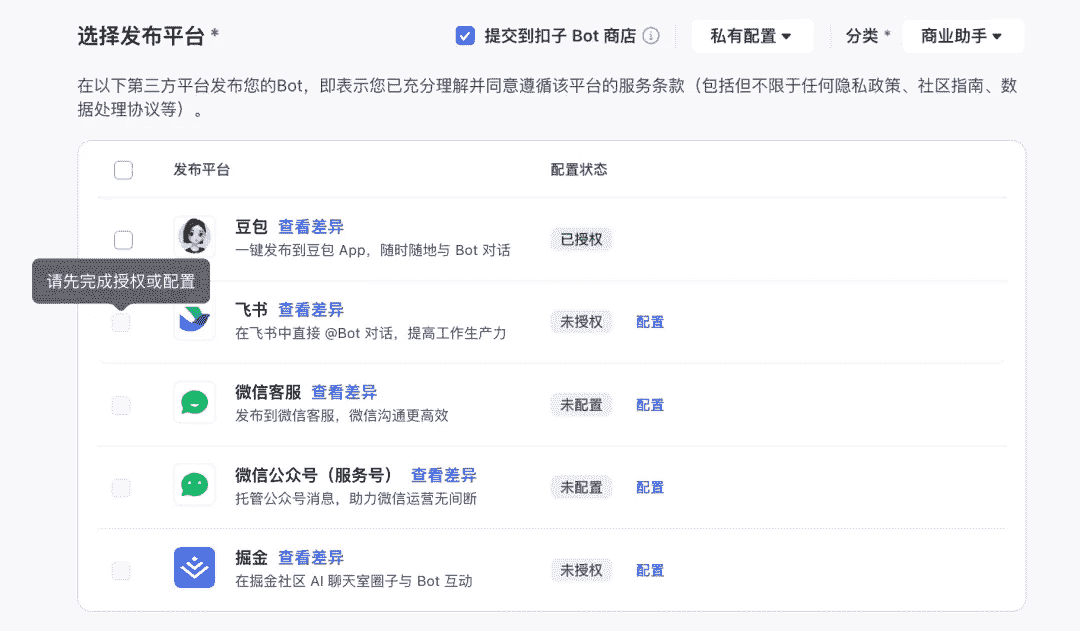 选择发布平台 *
提交到扣子 Bot 商店
私有配置
分类 *
商业助手
在以下第三方平台发布您的Bot，即表示您已充分理解并同意遵循该平台的服务条款（包括但不限于任何隐私政策、社区指南、数
据处理协议等）。
发布平台
配置状态
豆包 查看差异
一键发布到豆包 App，随时随地与 Bot 对话
已授权
请先完成授权或配置
飞书 查看差异
在飞书中直接 @Bot 对话，提高工作生产力
未授权
配置
微信客服 查看差异
发布到微信客服，微信沟通更高效
未配置
配置
微信公众号（服务号） 查看差异
托管公众号消息，助力微信运营无间断
未配置
配置
掘金 查看差异
在掘金社区 AI 聊天室圈子与 Bot 互动
未授权
配置